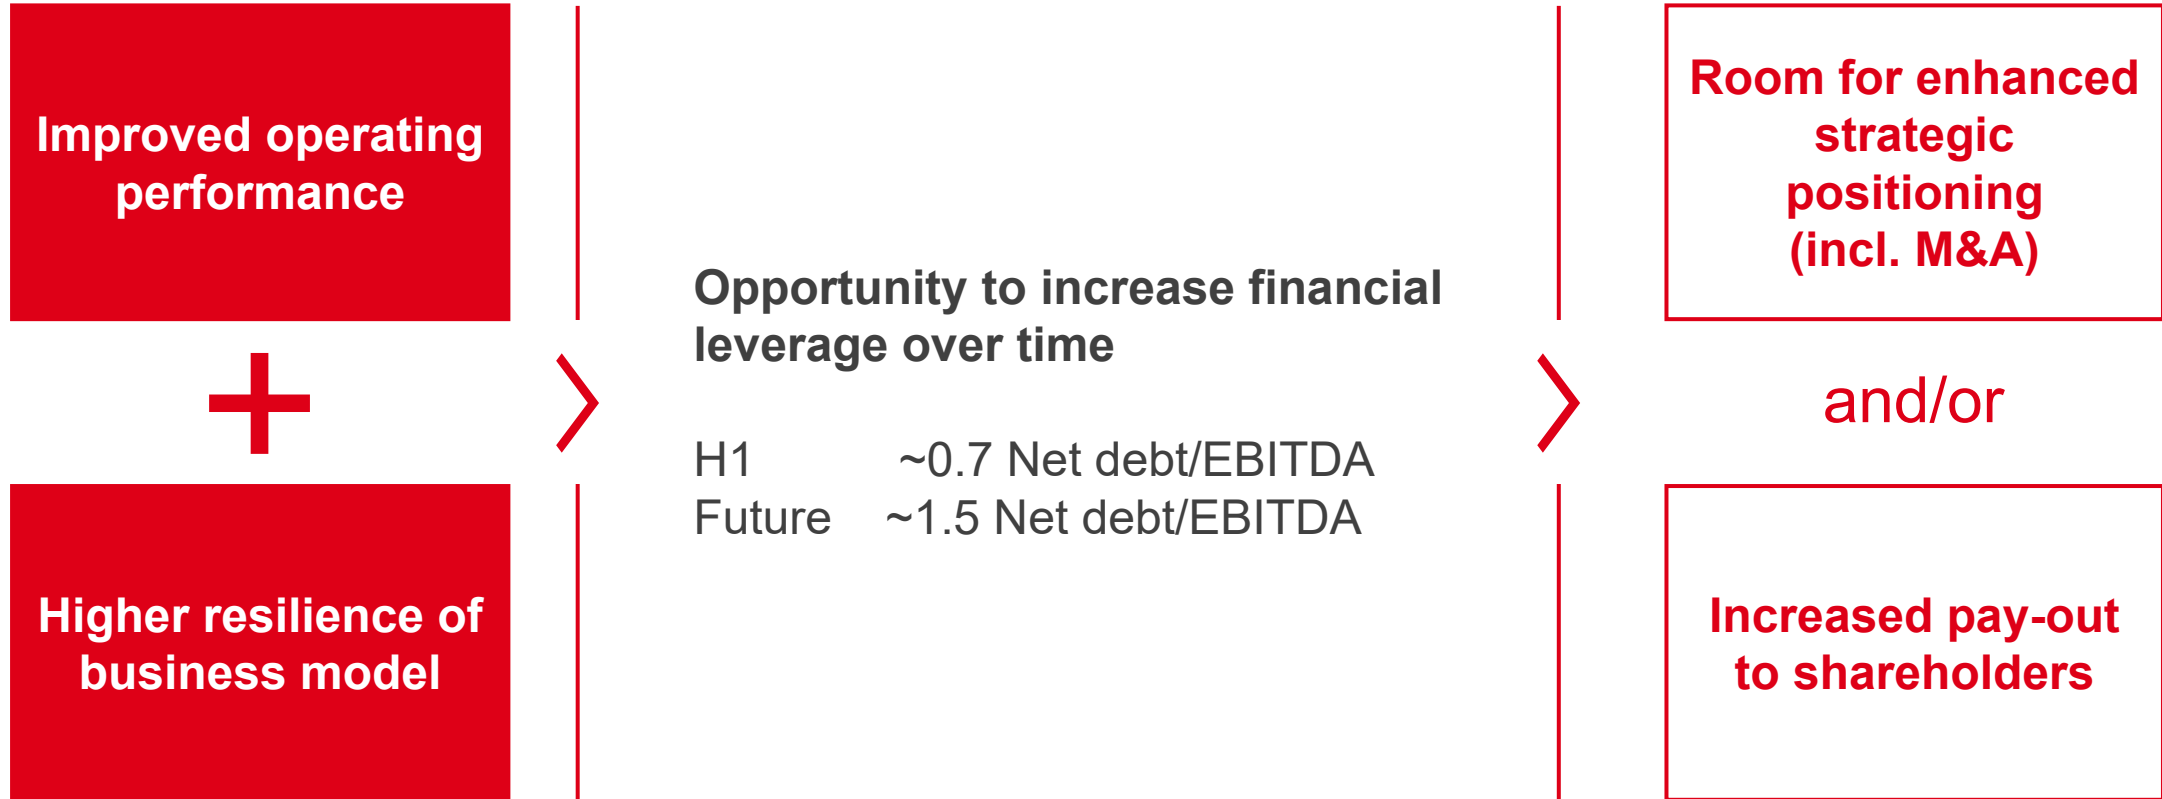 Improved operating
performance
+
Higher resilience of
business model
Opportunity to increase financial
leverage over time
H1 ~0.7 Net debt/EBITDA
Future ~1.5 Net debt/EBITDA
Room for enhanced
strategic
positioning
(incl. M&A)
and/or
Increased pay-out
to shareholders